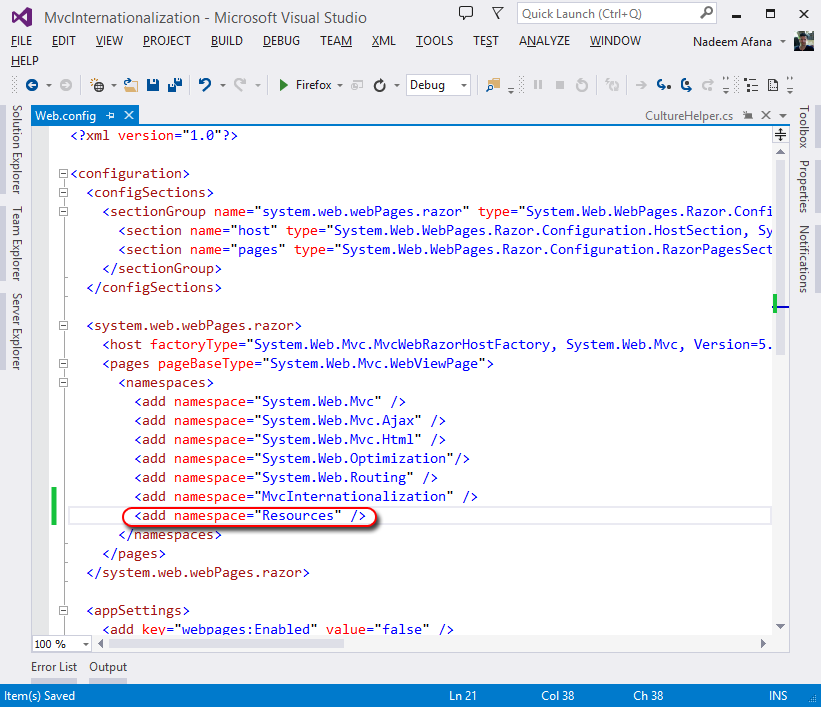 MvcInternationalization - Microsoft Visual Studio
Quick Launch (Ctrl+Q)
FILE EDIT VIEW PROJECT BUILD DEBUG TEAM XML TOOLS TEST ANALYZE WINDOW
Nadeem Afana
HELP
Firefox
Debug
Web.config
CultureHelper.cs
Solution Explorer
Team Explorer
Server Explorer
Toolbox
Properties
Notifications
<?xml version="1.0"?>
<configuration>
<configSections>
<sectionGroup name="system.web.webPages.razor" type="System.Web.WebPages.Razor.Confi
<section name="host" type="System.Web.WebPages.Razor.Configuration.HostSection, Sy
<section name="pages" type="System.Web.WebPages.Razor.Configuration.RazorPagesSect
</sectionGroup>
</configSections>
<system.web.webPages.razor>
<host factoryType="System.Web.Mvc.MvcWebRazorHostFactory, System.Web.Mvc, Version=5.
<pages pageBaseType="System.Web.Mvc.WebViewPage">
<namespaces>
<add namespace="System.Web.Mvc" />
<add namespace="System.Web.Mvc.Ajax" />
<add namespace="System.Web.Mvc.Html" />
<add namespace="System.Web.Optimization"/>
<add namespace="System.Web.Routing" />
<add namespace="MvcInternationalization" />
<add namespace="Resources" />
</namespaces>
</pages>
</system.web.webPages.razor>
<appSettings>
<add key="webpages:Enabled" value="false" />
100 %
Error List Output
Item(s) Saved
Ln 21 Col 38 Ch 38 INS